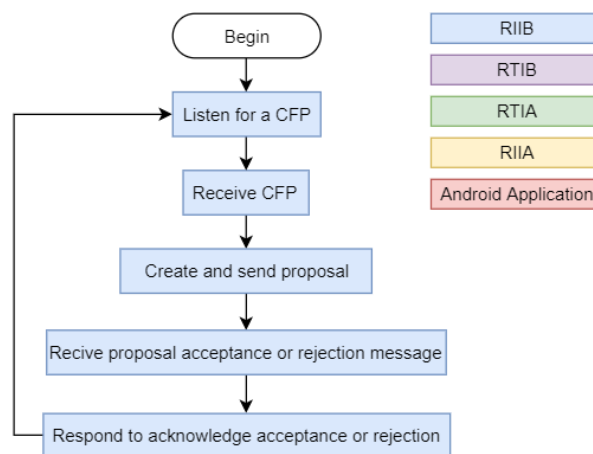 Begin
RIIB
RTIB
Listen for a CFP
RTIA
RIIA
Receive CFP
Android Application
Create and send proposal
Recive proposal acceptance or rejection message
Respond to acknowledge acceptance or rejection